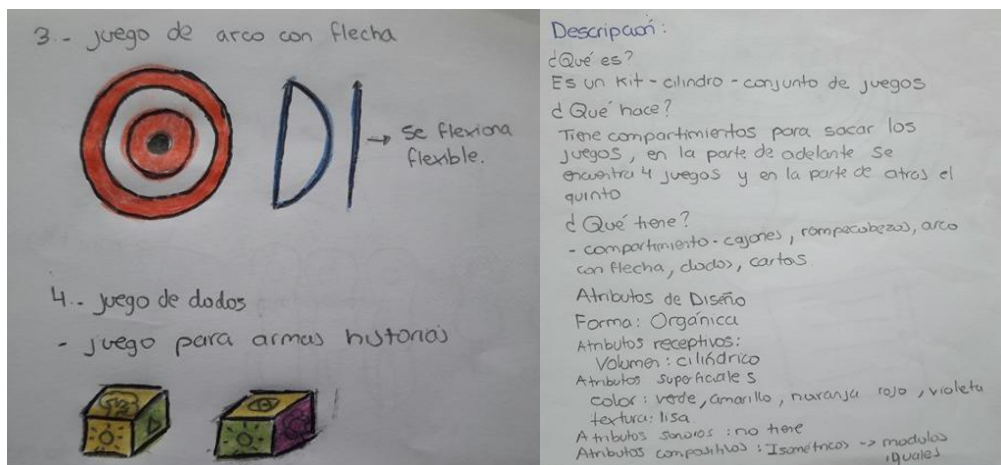 3.- juego de arco con flecha
→ se flexiona
flexible.
4.- juego de dados
- juego para armas historias
Descripción:
¿Qué es?
Es un Kit - cilindro - conjunto de juegos
¿Qué hace?
Tiene compartimientos para sacar los
juegos, en la parte de adelante se
encuentra 4 juegos y en la parte de atras el
quinto
¿Qué tiene?
- compartimiento - cajones, rompecabezas, arco
con flecha, dados, cartas
Atributos de Diseño
Forma: Orgánica
Atributos receptivos:
Volumen: cilíndrico
Atributos superficiales
color: verde, amarillo, naranja rojo, violeta
textura: lisa
Atributos sonoros: no tiene
Atributos compositivos: Isométricos -> modulos
iguales